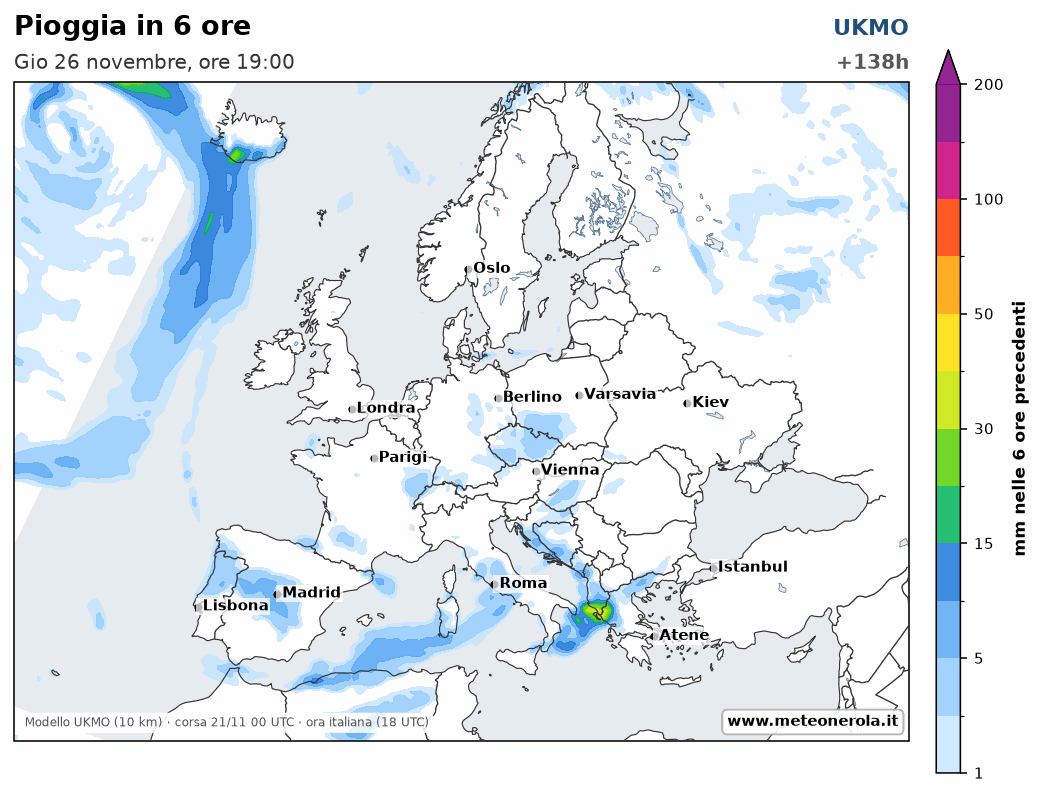 Pioggia in 6 ore
UKMO
Gio 26 novembre, ore 19:00
+138h
200
100
50
30
15
5
1
mm nelle 6 ore precedenti
Oslo
Berlino
Varsavia
Kiev
Londra
Parigi
Vienna
Istanbul
Roma
Madrid
Lisbona
Atene
Modello UKMO (10 km) · corsa 21/11 00 UTC · ora italiana (18 UTC)
www.meteonerola.it